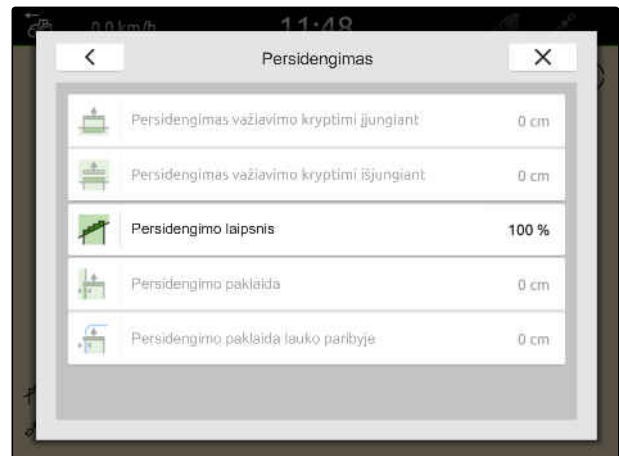 0.0 km/h 11:48
Persidengimas
Persidengimas važiavimo kryptimi įjungiant 0 cm
Persidengimas važiavimo kryptimi išjungiant 0 cm
Persidengimo laipsnis 100 %
Persidengimo paklaida 0 cm
Persidengimo paklaida lauko paribyje 0 cm